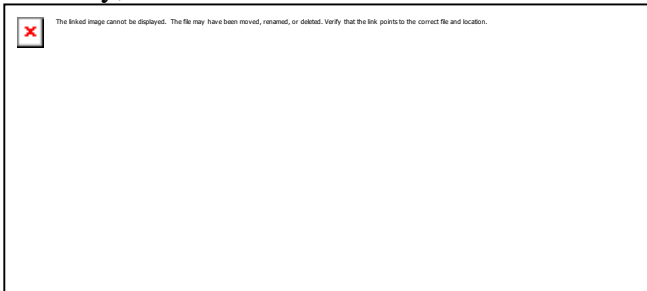 The linked image cannot be displayed. The file may have been moved, renamed, or deleted. Verify that the link points to the correct file and location.